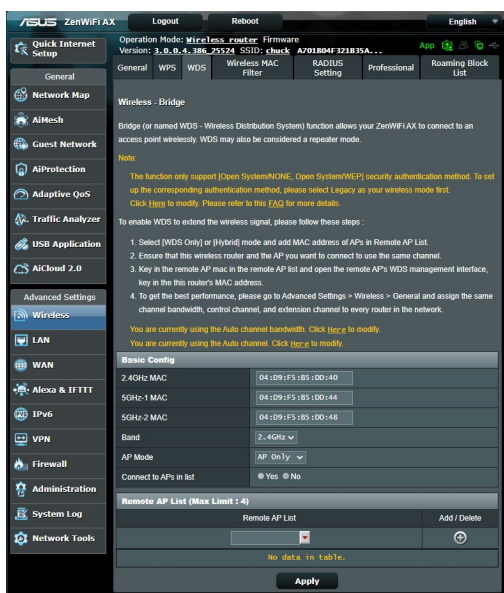 ASUS ZenWiFi AX
Logout
Reboot
English
Quick Internet Setup
Operation Mode: Wireless router Firmware
Version: 3.0.0.4.386_25524 SSID: chuck A701B04F321B35A...
App
General
WPS
WDS
Wireless MAC Filter
RADIUS Setting
Professional
Roaming Block List
General
Network Map
AiMesh
Guest Network
AiProtection
Adaptive QoS
Traffic Analyzer
USB Application
AiCloud 2.0
Advanced Settings
Wireless
LAN
WAN
Alexa & IFTTT
IPv6
VPN
Firewall
Administration
System Log
Network Tools
Wireless - Bridge
Bridge (or named WDS - Wireless Distribution System) function allows your ZenWiFi AX to connect to an
access point wirelessly. WDS may also be considered a repeater mode.
Note:
The function only support [Open System/NONE, Open System/WEP] security authentication method. To set
up the corresponding authentication method, please select Legacy as your wireless mode first.
Click Here to modify. Please refer to this FAQ for more details.
To enable WDS to extend the wireless signal, please follow these steps :
1. Select [WDS Only] or [Hybrid] mode and add MAC address of APs in Remote AP List.
2. Ensure that this wireless router and the AP you want to connect to use the same channel.
3. Key in the remote AP mac in the remote AP list and open the remote AP's WDS management interface,
key in the this router's MAC address.
4. To get the best performance, please go to Advanced Settings > Wireless > General and assign the same
channel bandwidth, control channel, and extension channel to every router in the network.
You are currently using the Auto channel bandwidth. Click Here to modify.
You are currently using the Auto channel. Click Here to modify.
Basic Config
2.4GHz MAC 04:D9:F5:B5:DD:40
5GHz-1 MAC 04:D9:F5:B5:DD:44
5GHz-2 MAC 04:D9:F5:B5:DD:48
Band 2.4GHz
AP Mode AP Only
Connect to APs in list Yes No
Remote AP List (Max Limit : 4)
Remote AP List Add / Delete
No data in table.
Apply